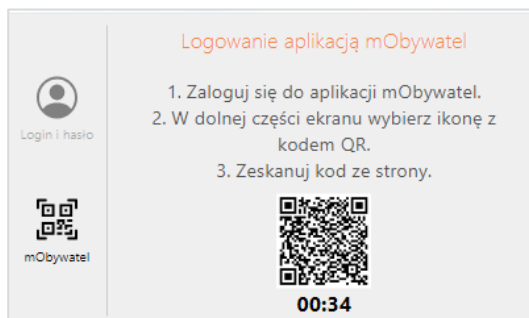 Logowanie aplikacją mObywatel
Login i hasło
mObywatel
1. Zaloguj się do aplikacji mObywatel.
2. W dolnej części ekranu wybierz ikonę z
kodem QR.
3. Zeskanuj kod ze strony.
00:34